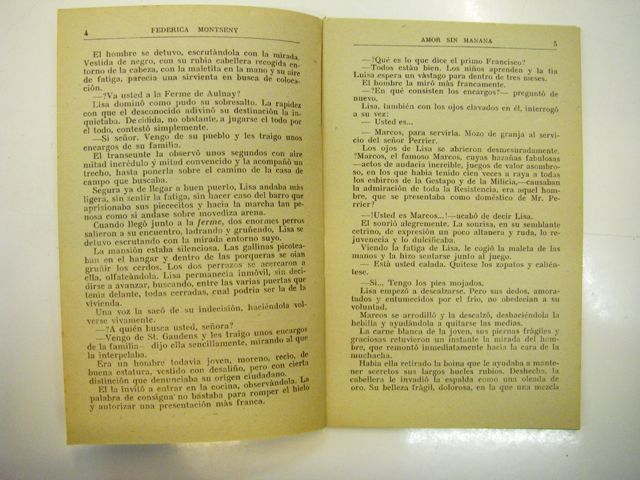 4 FEDERICA MONTSENY
El hombre se detuvo, escrutándola con la mirada.
Vestida de negro, con su rubia cabellera recogida en-
torno de la cabeza, con la maletita en la mano y su aire
de fatiga, parecía una sirvienta en busca de coloca-
ción.
—?Va usted a la Ferme de Aulnay?
Lisa dominó como pudo su sobresalto. La rapidez
con que el desconocido adivinó su destinación la in-
quietaba. Decidida, no obstante, a jugarse el todo por
el todo, contestó simplemente.
—Si señor. Vengo de su pueblo y les traigo unos
encargos de su familia.
El transeunte la observó unos segundos con aire
mitad incrédulo y mitad convencido y la acompañó un
trecho, hasta ponerla sobre el camino de la casa de
campo que buscaba.
Segura ya de llegar a buen puerto, Lisa andaba más
ligera, sin sentir la fatiga, sin hacer caso del barro que
aprisionaba sus piececitos y hacía la marcha tan pe-
nosa como si andase sobre movediza arena.
Cuando llegó junto a la ferme, dos enormes perros
salieron a su encuentro, ladrando y gruñendo, Lisa se
detuvo escrutando con la mirada entorno suyo.
La mansión estaba silenciosa. Las gallinas picotea-
ban en el hangar y dentro de las porqueras se oían
gruñir los cerdos. Los dos perrazos se acercaron a
ella, olfateándola. Lisa permanecía inmóvil, sin deci-
dirse a avanzar, buscando, entre las varias puertas que
tenía delante, todas cerradas, cual podría ser la de la
vivienda.
Una voz la sacó de su indecisión, haciéndola vol-
verse vivamente.
—?A quién busca usted, señora?
—Vengo de St. Gaudens y les traigo unos encargos
de la familia— dijo ella sencillamente, mirando al que
la interpelaba.
Era un hombre todavía joven, moreno, recio, de
buena estatura, vestido con desaliño, pero con cierta
distinción que denunciaba su origen ciudadano.
El la invitó a entrar en la cocina, observándola. La
palabra de consigna no bastaba para romper el hielo
y autorizar una presentación más franca.
AMOR SIN MAÑANA 5
—?Qué es lo que dice el primo Francisco?
—Todos están bien. Los niños aprenden y la tía
Luisa espera un vástago para dentro de tres meses.
El hombre la miró más francamente.
—?En qué consisten los encargos?— preguntó de
nuevo.
Lisa, también con los ojos clavados en él, interrogó
a su vez:
— Usted es...
— Marcos, para servirla. Mozo de granja al servi-
cio del señor Perrier.
Los ojos de Lisa se abrieron desmesuradamente.
?Marcos, el famoso Marcos, cuyas hazañas fabulosas
—actos de audacia increíble, juegos de valor asombro-
so, en los que había tenido cien veces a raya a todos
los esbirros de la Gestapo y de la Milicia,—causaban
la admiración de toda la Resistencia, era aquel hom-
bre, que se presentaba como doméstico de Mr. Pe-
rrier?
—!Usted es Marcos...!—acabó de decir Lisa.
El sonrió alegremente. La sonrisa, en su semblante
cetrino, de expresión un poco altanera y ruda, lo re-
juvenecía y lo dulcificaba.
Viendo la fatiga de Lisa, le cogió la maleta de las
manos y la hizo sentarse junto al fuego.
— Está usted calada. Quítese los zapatos y calién-
tese.
—Si... Tengo los pies mojados.
Lisa empezó a descalzarse. Pero sus dedos, amora-
tados y entumecidos por el frío, no obedecían a su
voluntad.
Marcos se arrodilló y la descalzó, deshaciéndola la
hebilla y ayudándola a quitarse las medias.
La carne blanca de la joven, sus piernas frágiles y
graciosas retuvieron un instante la mirada del hom-
bre, que remontó inmediatamente hacia la cara de la
muchacha.
Había ella retirado la boina que le ayudaba a mante-
ner secretos sus largos bucles rubios. Deshecha, la
cabellera le invadió la espalda como una oleada de
oro. Su belleza frágil, dolorosa, en la que una mezcla